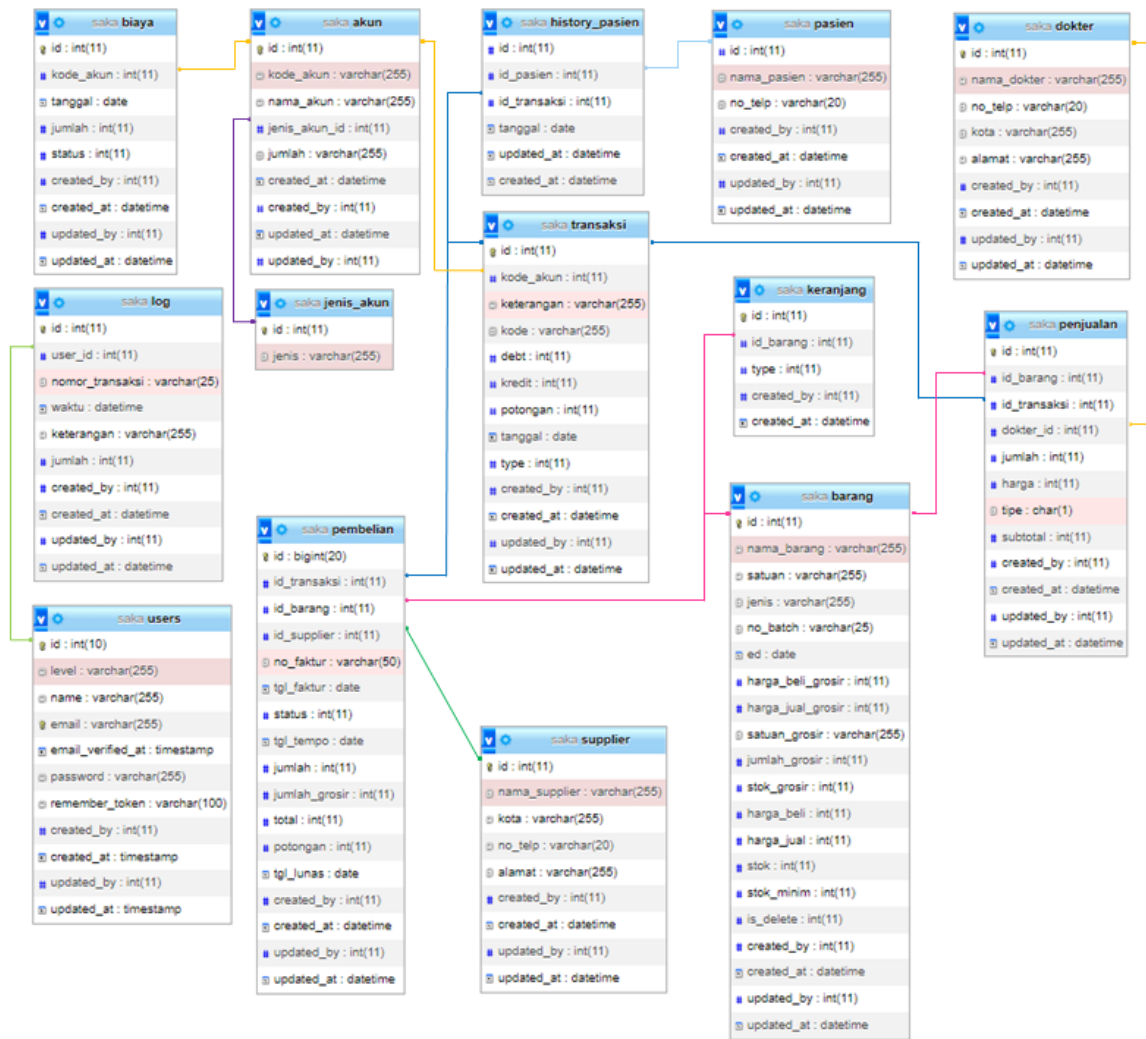 saka biaya
id : int(11)
kode_akun : int(11)
tanggal : date
jumlah : int(11)
status : int(11)
created_by : int(11)
created_at : datetime
updated_by : int(11)
updated_at : datetime
saka akun
id : int(11)
kode_akun : varchar(255)
nama_akun : varchar(255)
jenis_akun_id : int(11)
jumlah : varchar(255)
created_at : datetime
created_by : int(11)
updated_at : datetime
updated_by : int(11)
saka history_pasien
id : int(11)
id_pasien : int(11)
id_transaksi : int(11)
tanggal : date
updated_at : datetime
created_at : datetime
saka pasien
id : int(11)
nama_pasien : varchar(255)
no_telp : varchar(20)
created_by : int(11)
created_at : datetime
updated_by : int(11)
updated_at : datetime
saka dokter
id : int(11)
nama_dokter : varchar(255)
no_telp : varchar(20)
kota : varchar(255)
alamat : varchar(255)
created_by : int(11)
created_at : datetime
updated_by : int(11)
updated_at : datetime
saka log
id : int(11)
user_id : int(11)
nomor_transaksi : varchar(25)
waktu : datetime
keterangan : varchar(255)
jumlah : int(11)
created_by : int(11)
created_at : datetime
updated_by : int(11)
updated_at : datetime
saka jenis_akun
id : int(11)
jenis : varchar(255)
saka transaksi
id : int(11)
kode_akun : int(11)
keterangan : varchar(255)
kode : varchar(255)
debt : int(11)
kredit : int(11)
potongan : int(11)
tanggal : date
type : int(11)
created_by : int(11)
created_at : datetime
updated_by : int(11)
updated_at : datetime
saka keranjang
id : int(11)
id_barang : int(11)
type : int(11)
created_by : int(11)
created_at : datetime
saka penjualan
id : int(11)
id_barang : int(11)
id_transaksi : int(11)
dokter_id : int(11)
jumlah : int(11)
harga : int(11)
tipe : char(1)
subtotal : int(11)
created_by : int(11)
created_at : datetime
updated_by : int(11)
updated_at : datetime
saka users
id : int(10)
level : varchar(255)
name : varchar(255)
email : varchar(255)
email_verified_at : timestamp
password : varchar(255)
remember_token : varchar(100)
created_by : int(11)
created_at : timestamp
updated_by : int(11)
updated_at : timestamp
saka pembelian
id : bigint(20)
id_transaksi : int(11)
id_barang : int(11)
id_supplier : int(11)
no_faktur : varchar(50)
tgl_faktur : date
status : int(11)
tgl_tempo : date
jumlah : int(11)
jumlah_grosir : int(11)
total : int(11)
potongan : int(11)
tgl_lunas : date
created_by : int(11)
created_at : datetime
updated_by : int(11)
updated_at : datetime
saka supplier
id : int(11)
nama_supplier : varchar(255)
kota : varchar(255)
no_telp : varchar(20)
alamat : varchar(255)
created_by : int(11)
created_at : datetime
updated_by : int(11)
updated_at : datetime
saka barang
id : int(11)
nama_barang : varchar(255)
satuan : varchar(255)
jenis : varchar(255)
no_batch : varchar(25)
ed : date
harga_beli_grosir : int(11)
harga_jual_grosir : int(11)
satuan_grosir : varchar(255)
jumlah_grosir : int(11)
stok_grosir : int(11)
harga_beli : int(11)
harga_jual : int(11)
stok : int(11)
stok_minim : int(11)
is_delete : int(11)
created_by : int(11)
created_at : datetime
updated_by : int(11)
updated_at : datetime